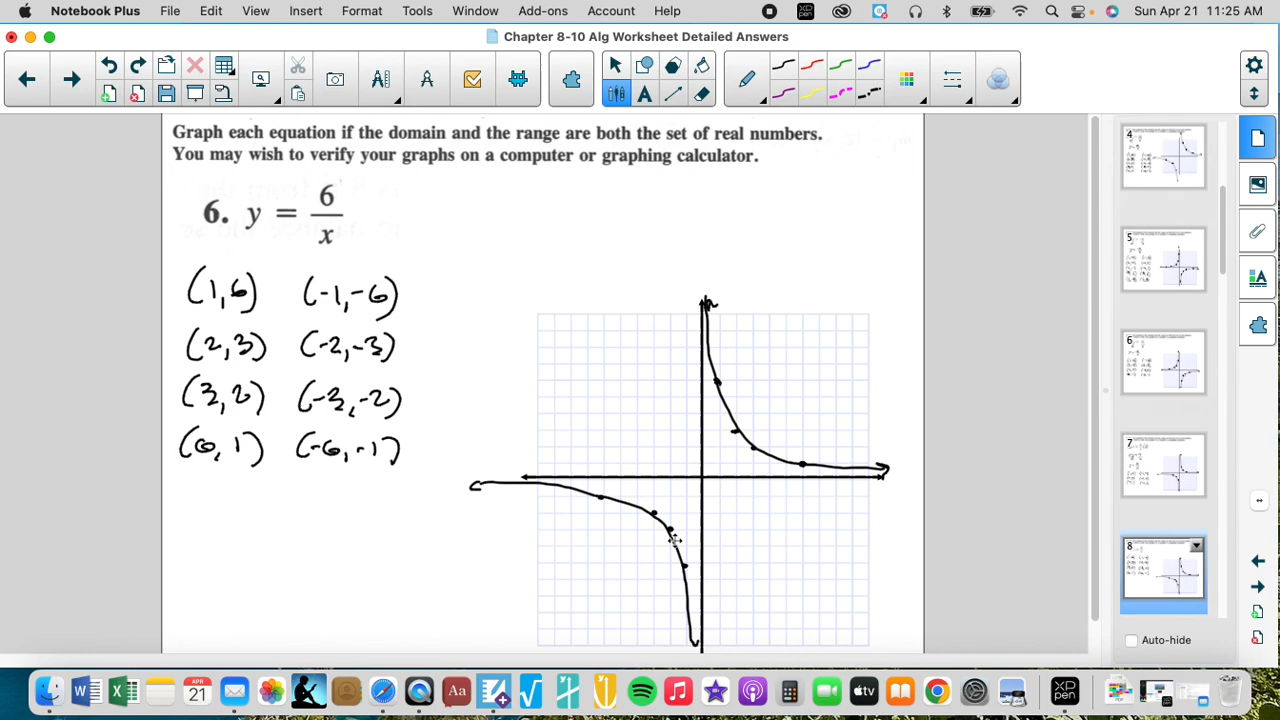 Notebook Plus File Edit View Insert Format Tools Window Add-ons Account Help Sun Apr 21 11:25 AM
Chapter 8-10 Alg Worksheet Detailed Answers
Graph each equation if the domain and the range are both the set of real numbers.
You may wish to verify your graphs on a computer or graphing calculator.
6. y = 6/x
(1,6) (-1,-6)
(2,3) (-2,-3)
(3,2) (-3,-2)
(6,1) (-6,-1)
4
5
6
7
8
Auto-hide
APR
21